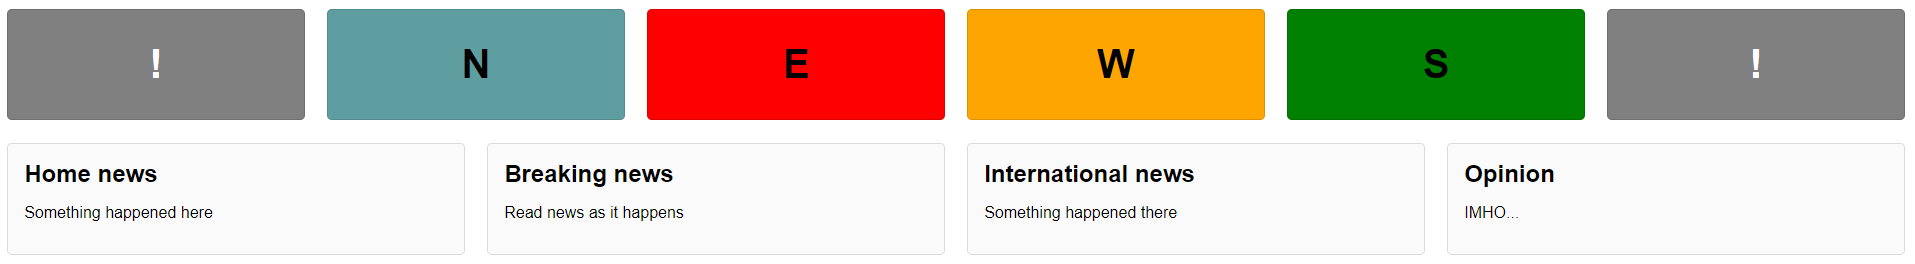 ! N E W S !
Home news
Something happened here
Breaking news
Read news as it happens
International news
Something happened there
Opinion
IMHO...